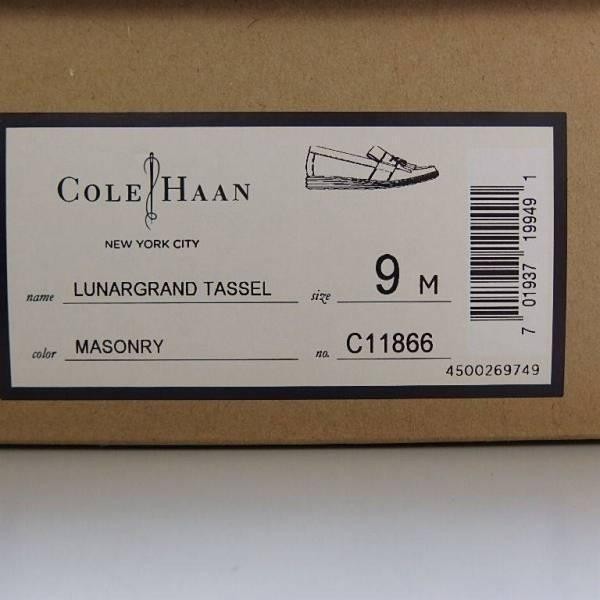 COLE HAAN
NEW YORK CITY
name LUNARGRAND TASSEL
size 9 M
color MASONRY
no. C11866
7 01937 19949 1
4500269749